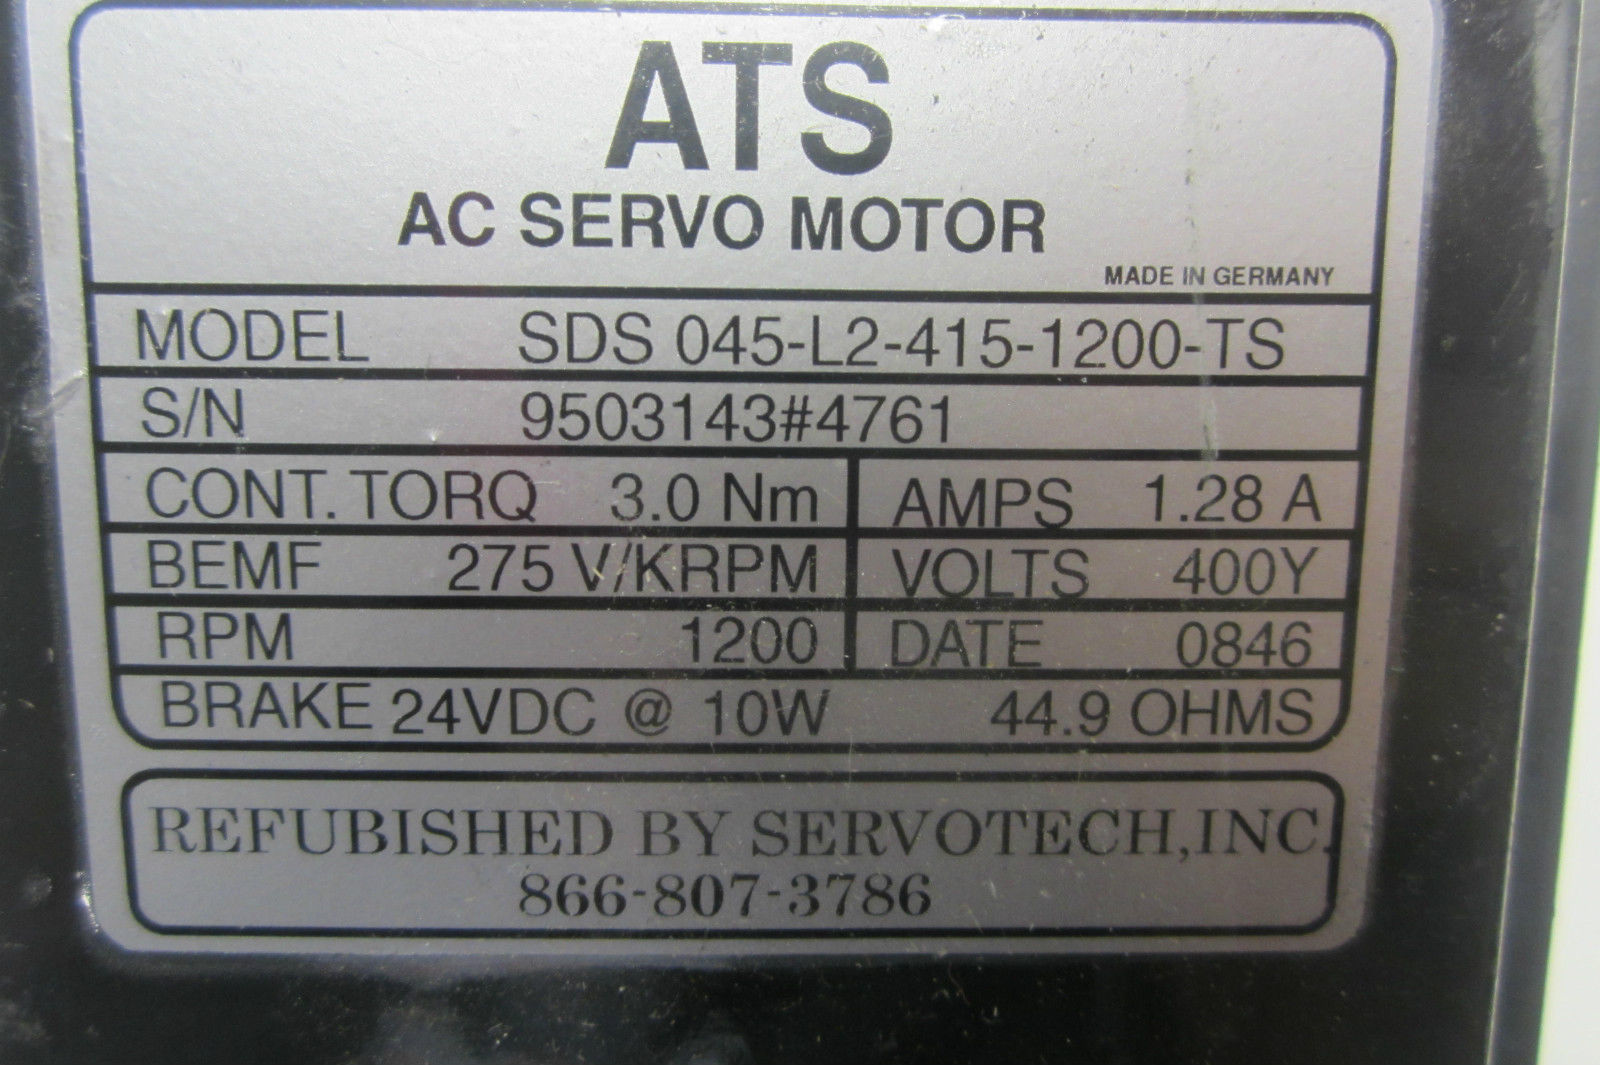 ATS
AC SERVO MOTOR
MADE IN GERMANY
MODEL SDS 045-L2-415-1200-TS
S/N 9503143#4761
CONT. TORQ 3.0 Nm AMPS 1.28 A
BEMF 275 V/KRPM VOLTS 400Y
RPM 1200 DATE 0846
BRAKE 24VDC @ 10W 44.9 OHMS
REFUBISHED BY SERVOTECH,INC.
866-807-3786